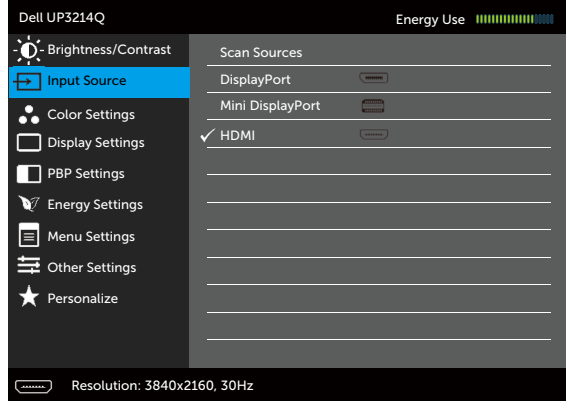 Dell UP3214Q
Energy Use
Brightness/Contrast
Input Source
Color Settings
Display Settings
PBP Settings
Energy Settings
Menu Settings
Other Settings
Personalize
Scan Sources
DisplayPort
Mini DisplayPort
HDMI
Resolution: 3840x2160, 30Hz